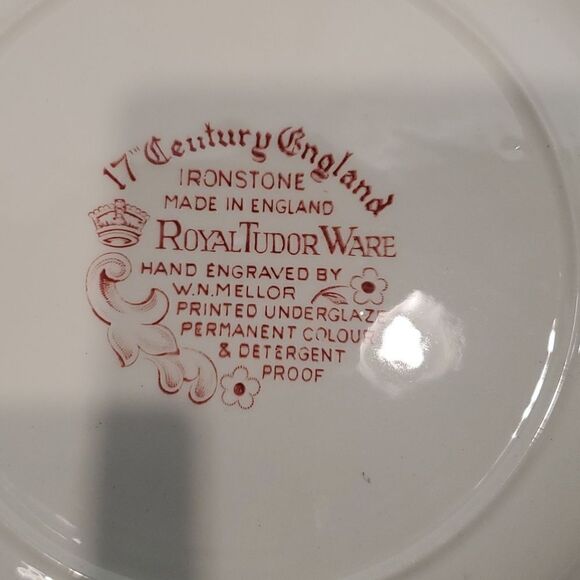 17TH Century England
IRONSTONE
MADE IN ENGLAND
ROYAL TUDOR WARE
HAND ENGRAVED BY
W.N.MELLOR
PRINTED UNDERGLAZE
PERMANENT COLOUR
& DETERGENT
PROOF